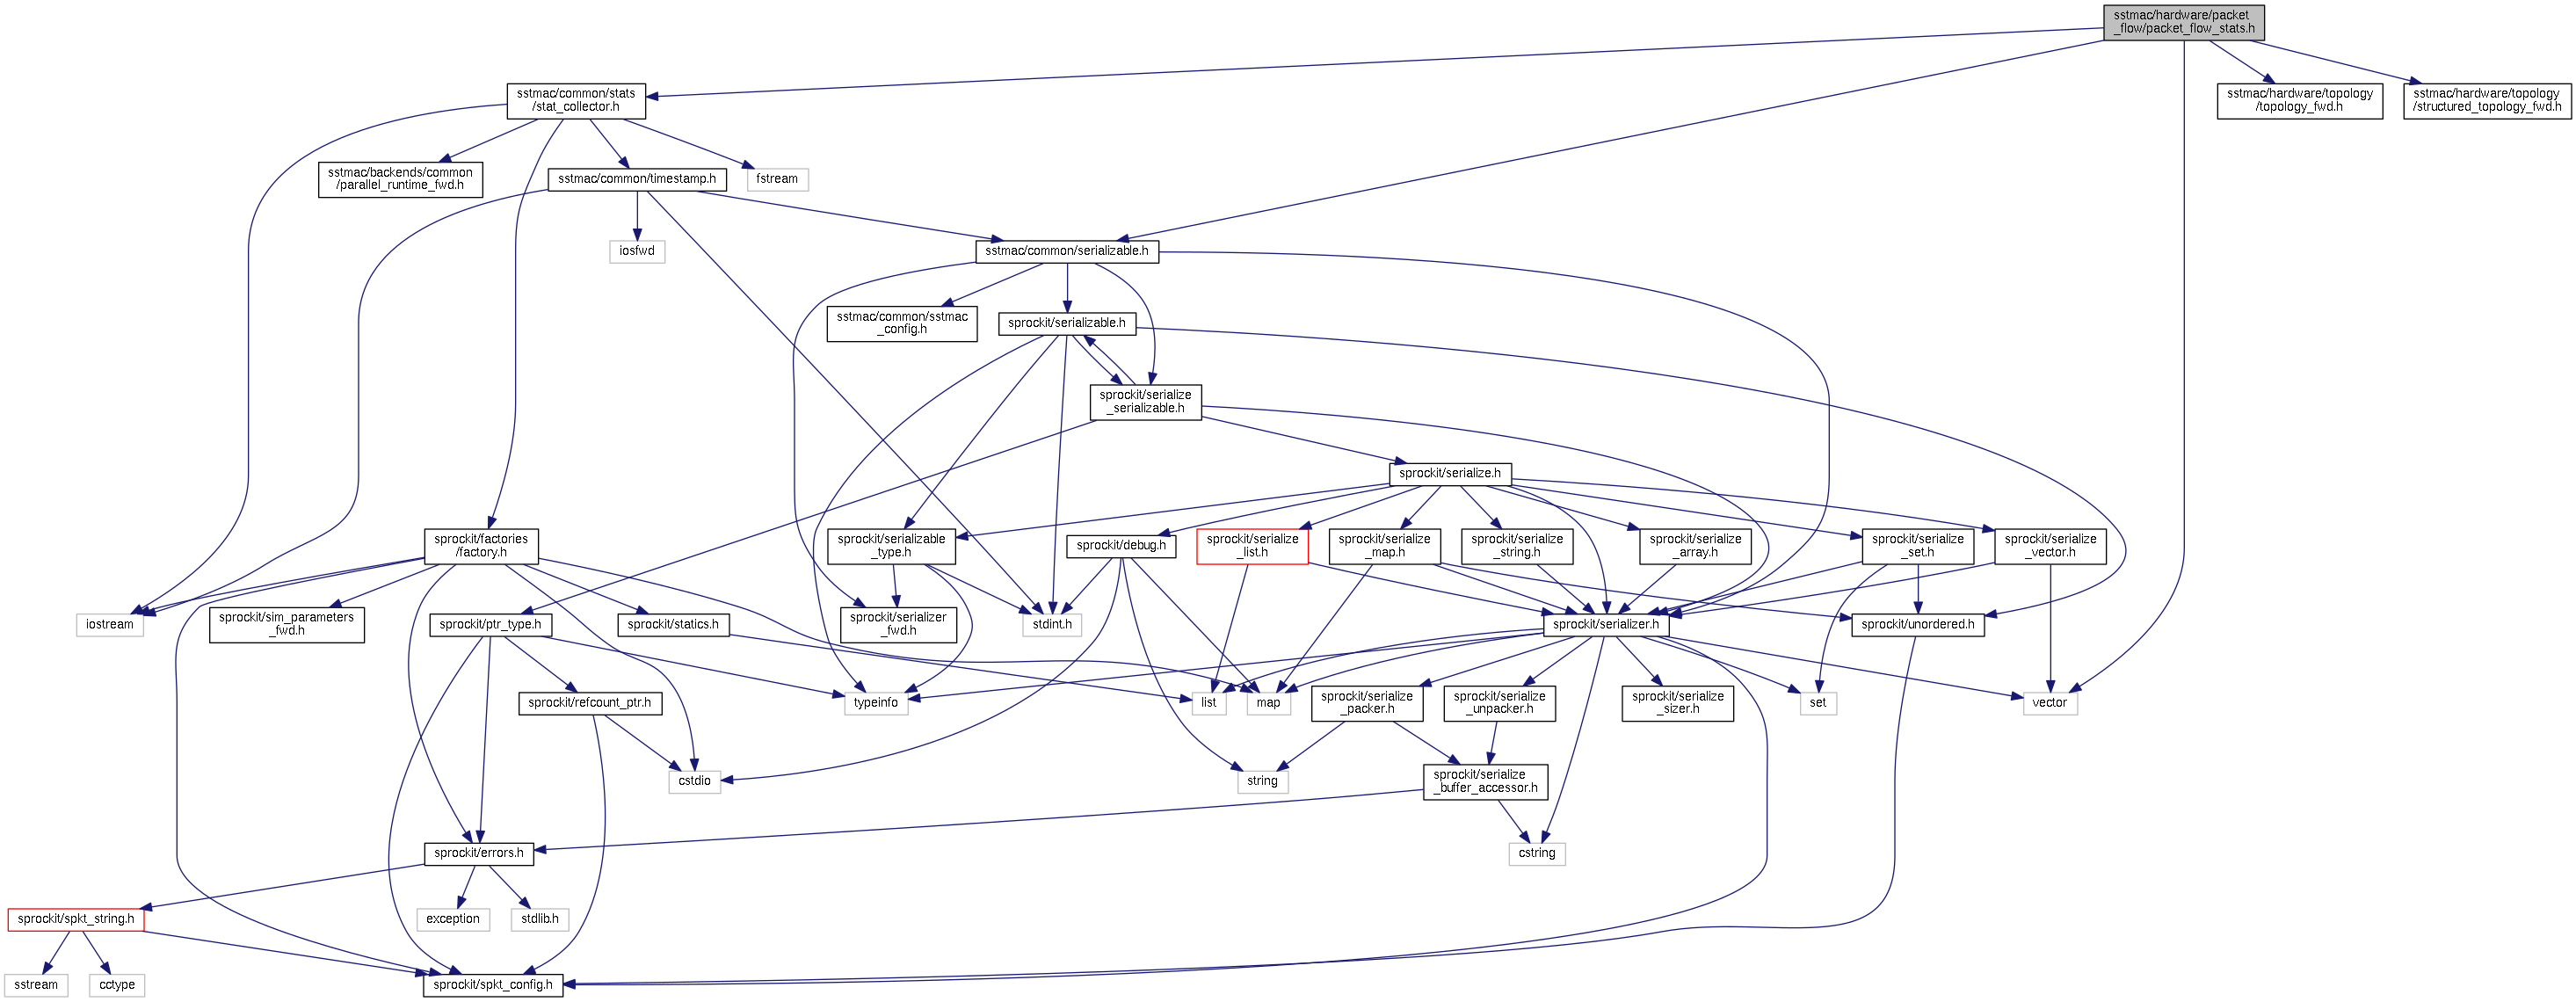 sstmac/hardware/packet
_flow/packet_flow_stats.h
sstmac/common/stats
/stat_collector.h
sstmac/hardware/topology
/topology_fwd.h
sstmac/hardware/topology
/structured_topology_fwd.h
sstmac/backends/common
/parallel_runtime_fwd.h
sstmac/common/timestamp.h
fstream
iosfwd
sstmac/common/serializable.h
sstmac/common/sstmac
_config.h
sprockit/serializable.h
sprockit/serialize
_serializable.h
sprockit/serialize.h
sprockit/factories
/factory.h
sprockit/serializable
_type.h
sprockit/debug.h
sprockit/serialize
_list.h
sprockit/serialize
_map.h
sprockit/serialize
_string.h
sprockit/serialize
_array.h
sprockit/serialize
_set.h
sprockit/serialize
_vector.h
iostream
sprockit/sim_parameters
_fwd.h
sprockit/ptr_type.h
sprockit/statics.h
sprockit/serializer
_fwd.h
stdint.h
sprockit/serializer.h
sprockit/unordered.h
sprockit/refcount_ptr.h
typeinfo
list
map
sprockit/serialize
_packer.h
sprockit/serialize
_unpacker.h
sprockit/serialize
_sizer.h
set
vector
cstdio
string
sprockit/serialize
_buffer_accessor.h
sprockit/errors.h
cstring
sprockit/spkt_string.h
exception
stdlib.h
sstream
cctype
sprockit/spkt_config.h